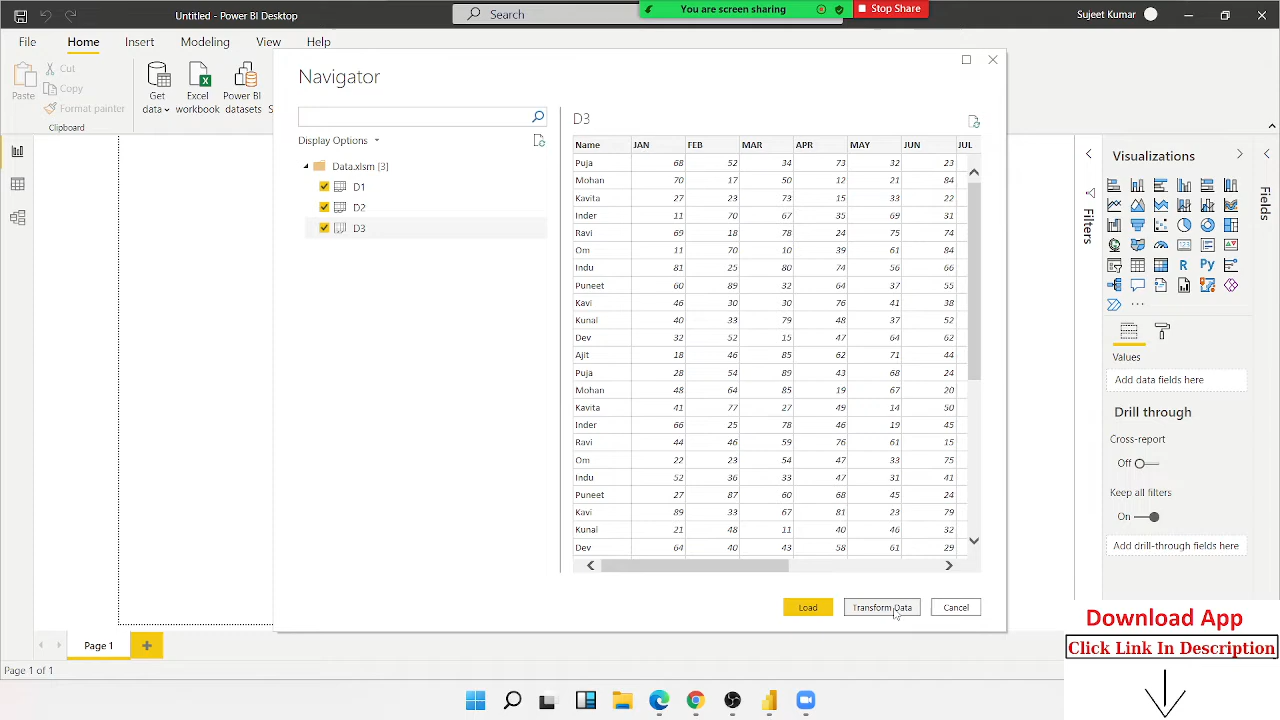 Untitled - Power BI Desktop
Search
You are screen sharing
Stop Share
Sujeet Kumar
File
Home
Insert
Modeling
View
Help
Paste
Cut
Copy
Format painter
Clipboard
Get data
Excel workbook
Power BI datasets
S
Navigator
Display Options
Data.xlsm [3]
D1
D2
D3
D3
Name JAN FEB MAR APR MAY JUN JUL
Puja 68 52 34 73 32 23
Mohan 70 17 50 12 21 84
Kavita 27 23 73 15 33 22
Inder 11 70 67 35 69 31
Ravi 69 18 78 24 75 74
Om 11 70 10 39 61 84
Indu 81 25 80 74 56 66
Puneet 60 89 32 64 37 55
Kavi 46 30 30 76 41 38
Kunal 40 33 79 48 37 52
Dev 32 52 15 47 64 62
Ajit 18 46 85 62 71 44
Puja 28 54 89 43 68 24
Mohan 48 64 85 19 67 20
Kavita 41 77 27 49 14 50
Inder 66 25 78 46 19 45
Ravi 44 46 59 76 61 15
Om 22 23 54 47 33 75
Indu 52 36 33 47 31 41
Puneet 27 87 60 68 45 24
Kavi 89 33 67 81 23 79
Kunal 21 48 11 40 46 32
Dev 64 40 43 58 61 29
Load
Transform Data
Cancel
Filters
Visualizations
Fields
R
Py
Values
Add data fields here
Drill through
Cross-report
Off
Keep all filters
On
Add drill-through fields here
Page 1
Page 1 of 1
Download App
Click Link In Description